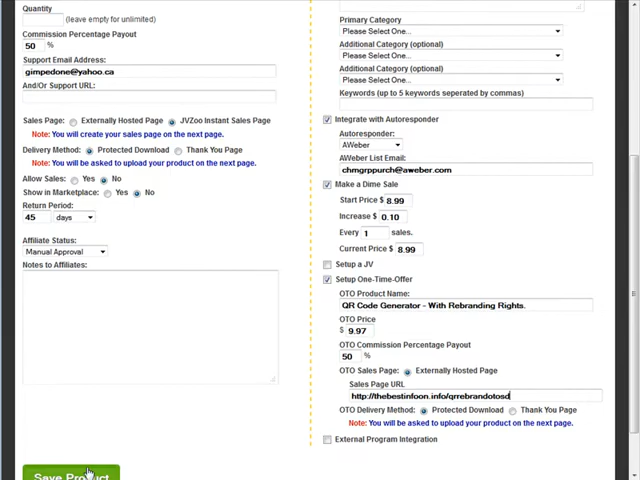 Quantity
(leave empty for unlimited)
Commission Percentage Payout
50 %
Support Email Address:
gimpedone@yahoo.ca
And/Or Support URL:
Sales Page: Externally Hosted Page JVZoo Instant Sales Page
Note: You will create your sales page on the next page.
Delivery Method: Protected Download Thank You Page
Note: You will be asked to upload your product on the next page.
Allow Sales: Yes No
Show in Marketplace: Yes No
Return Period:
45 days
Affiliate Status:
Manual Approval
Notes to Affiliates:
Save Product
Primary Category
Please Select One...
Additional Category (optional)
Please Select One...
Additional Category (optional)
Please Select One...
Keywords (up to 5 keywords seperated by commas)
Integrate with Autoresponder
Autoresponder:
AWeber
AWeber List Email:
chmgrppurch@aweber.com
Make a Dime Sale
Start Price $ 8.99
Increase $ 0.10
Every 1 sales.
Current Price $ 8.99
Setup a JV
Setup One-Time-Offer
OTO Product Name:
QR Code Generator - With Rebranding Rights.
OTO Price
$ 9.97
OTO Commission Percentage Payout
50 %
OTO Sales Page: Externally Hosted Page
Sales Page URL
http://thebestinfoon.info/qrrebrandotosd
OTO Delivery Method: Protected Download Thank You Page
Note: You will be asked to upload your product on the next page.
External Program Integration